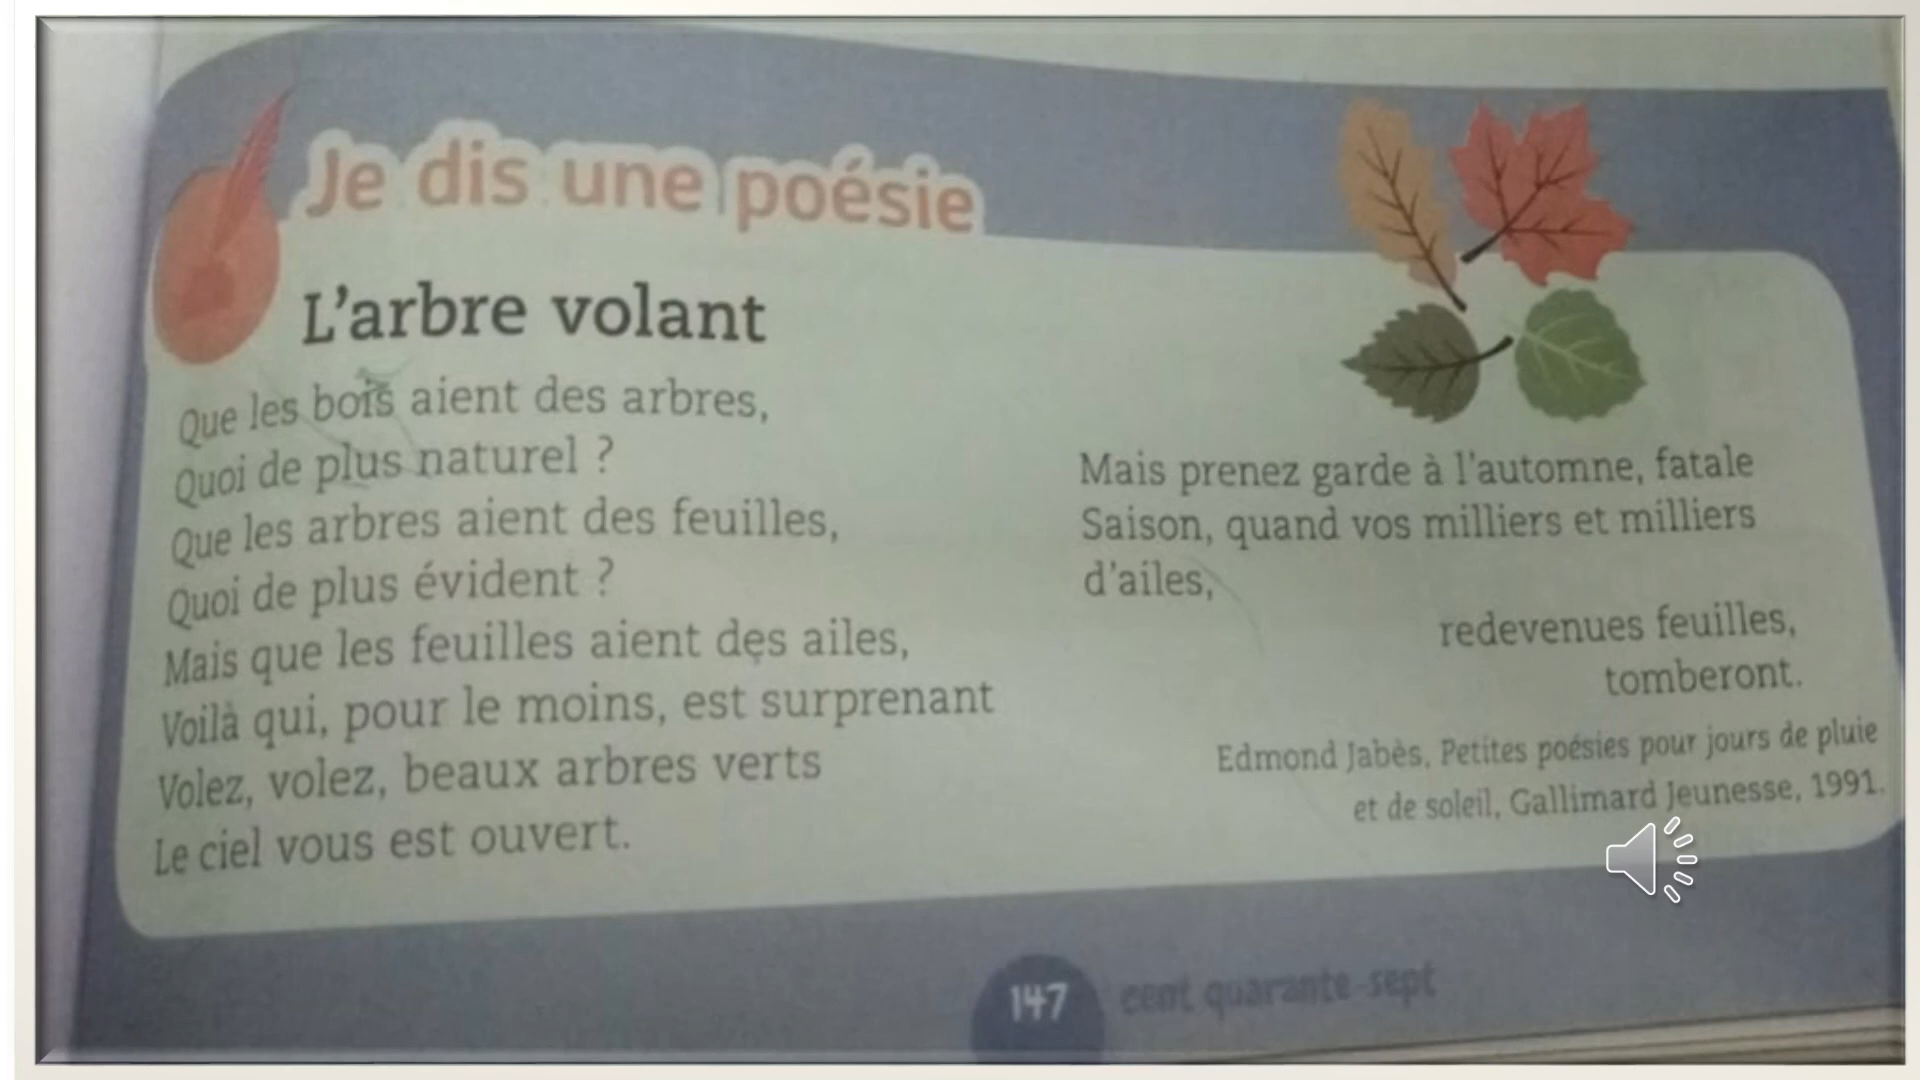 Je dis une poésie
L'arbre volant
Que les bois aient des arbres,
Quoi de plus naturel ?
Que les arbres aient des feuilles,
Quoi de plus évident ?
Mais que les feuilles aient des ailes,
Voilà qui, pour le moins, est surprenant
Volez, volez, beaux arbres verts
Le ciel vous est ouvert.
Mais prenez garde à l'automne, fatale
Saison, quand vos milliers et milliers
d'ailes,
redevenues feuilles,
tomberont.
Edmond Jabès, Petites poésies pour jours de pluie
et de soleil, Gallimard Jeunesse, 1991.
147 cent quarante-sept